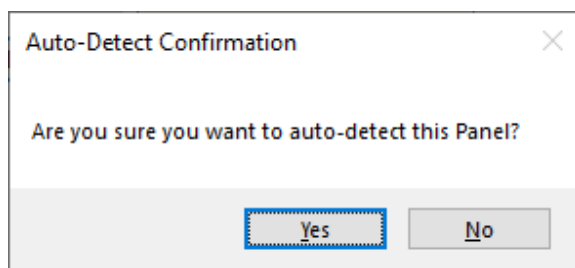 Auto-Detect Confirmation
Are you sure you want to auto-detect this Panel?
Yes No